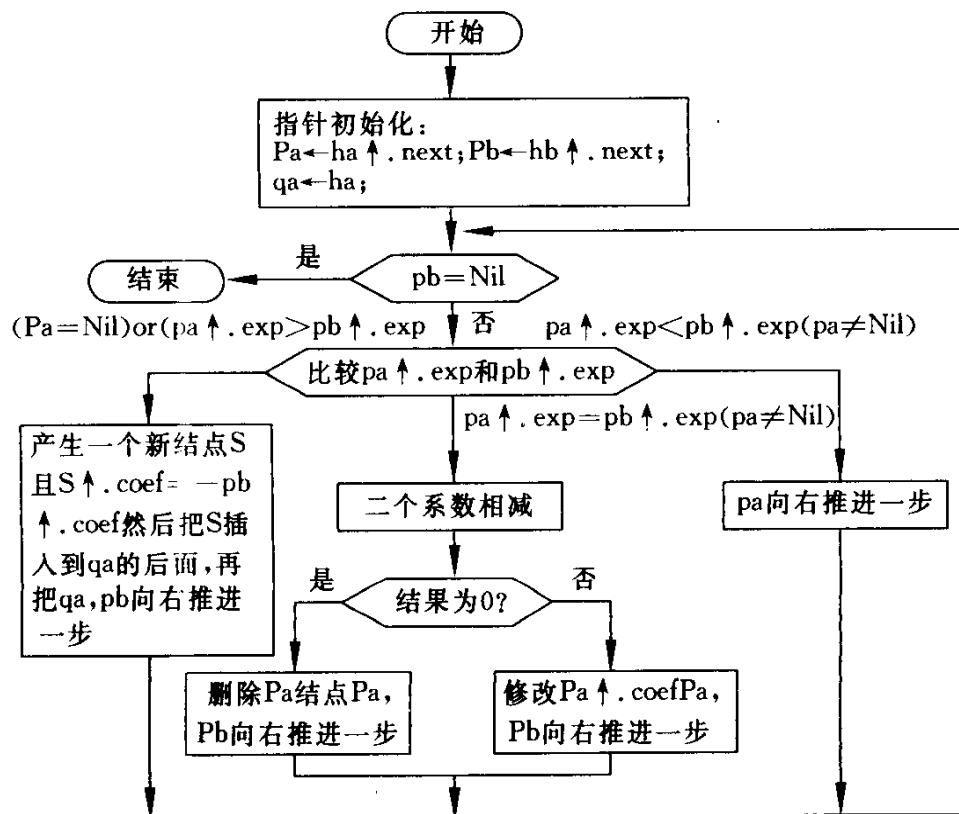 开始
指针初始化：
Pa←ha↑.next;Pb←hb↑.next;
qa←ha;
是
pb=Nil
结束
(Pa=Nil)or(pa↑.exp>pb↑.exp
否
pa↑.exp<pb↑.exp(pa≠Nil)
比较pa↑.exp和pb↑.exp
pa↑.exp=pb↑.exp(pa≠Nil)
产生一个新结点S
且S↑.coef= -pb
↑.coef然后把S插
入到qa的后面,再
把qa,pb向右推进
一步
二个系数相减
pa向右推进一步
是
结果为0?
否
删除Pa结点Pa,
Pb向右推进一步
修改Pa↑.coefPa,
Pb向右推进一步